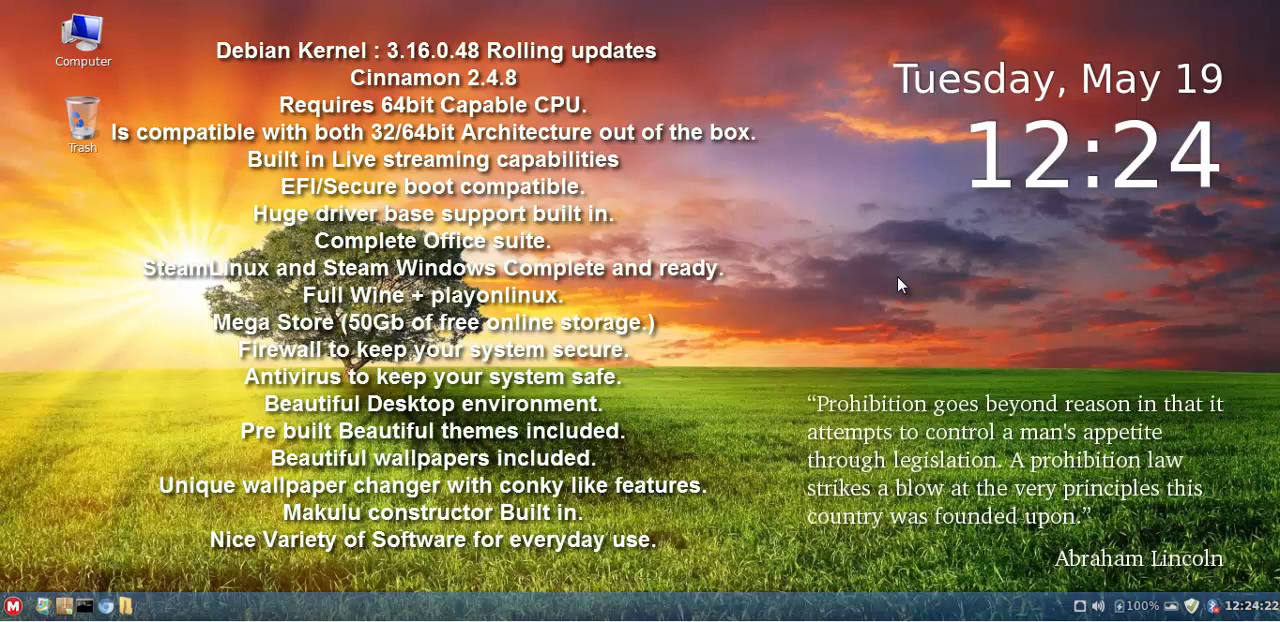 Computer
Trash
Debian Kernel : 3.16.0.48 Rolling updates
Cinnamon 2.4.8
Requires 64bit Capable CPU.
Is compatible with both 32/64bit Architecture out of the box.
Built in Live streaming capabilities
EFI/Secure boot compatible.
Huge driver base support built in.
Complete Office suite.
SteamLinux and Steam Windows Complete and ready.
Full Wine + playonlinux.
Mega Store (50Gb of free online storage.)
Firewall to keep your system secure.
Antivirus to keep your system safe.
Beautiful Desktop environment.
Pre built Beautiful themes included.
Beautiful wallpapers included.
Unique wallpaper changer with conky like features.
Makulu constructor Built in.
Nice Variety of Software for everyday use.
Tuesday, May 19
12:24
“Prohibition goes beyond reason in that it
attempts to control a man's appetite
through legislation. A prohibition law
strikes a blow at the very principles this
country was founded upon.”
Abraham Lincoln
M
100%
12:24:22